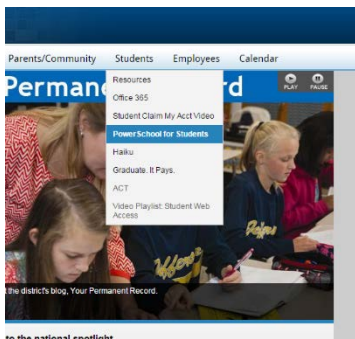 Parents/Community Students Employees Calendar
Perman rd
PLAY PAUSE
Resources
Office 365
Student Claim My Acct Video
PowerSchool for Students
Haiku
Graduate. It Pays.
ACT
Video Playlist: Student Web
Access
t the district's blog, Your Permanent Record.
to the national spotlight